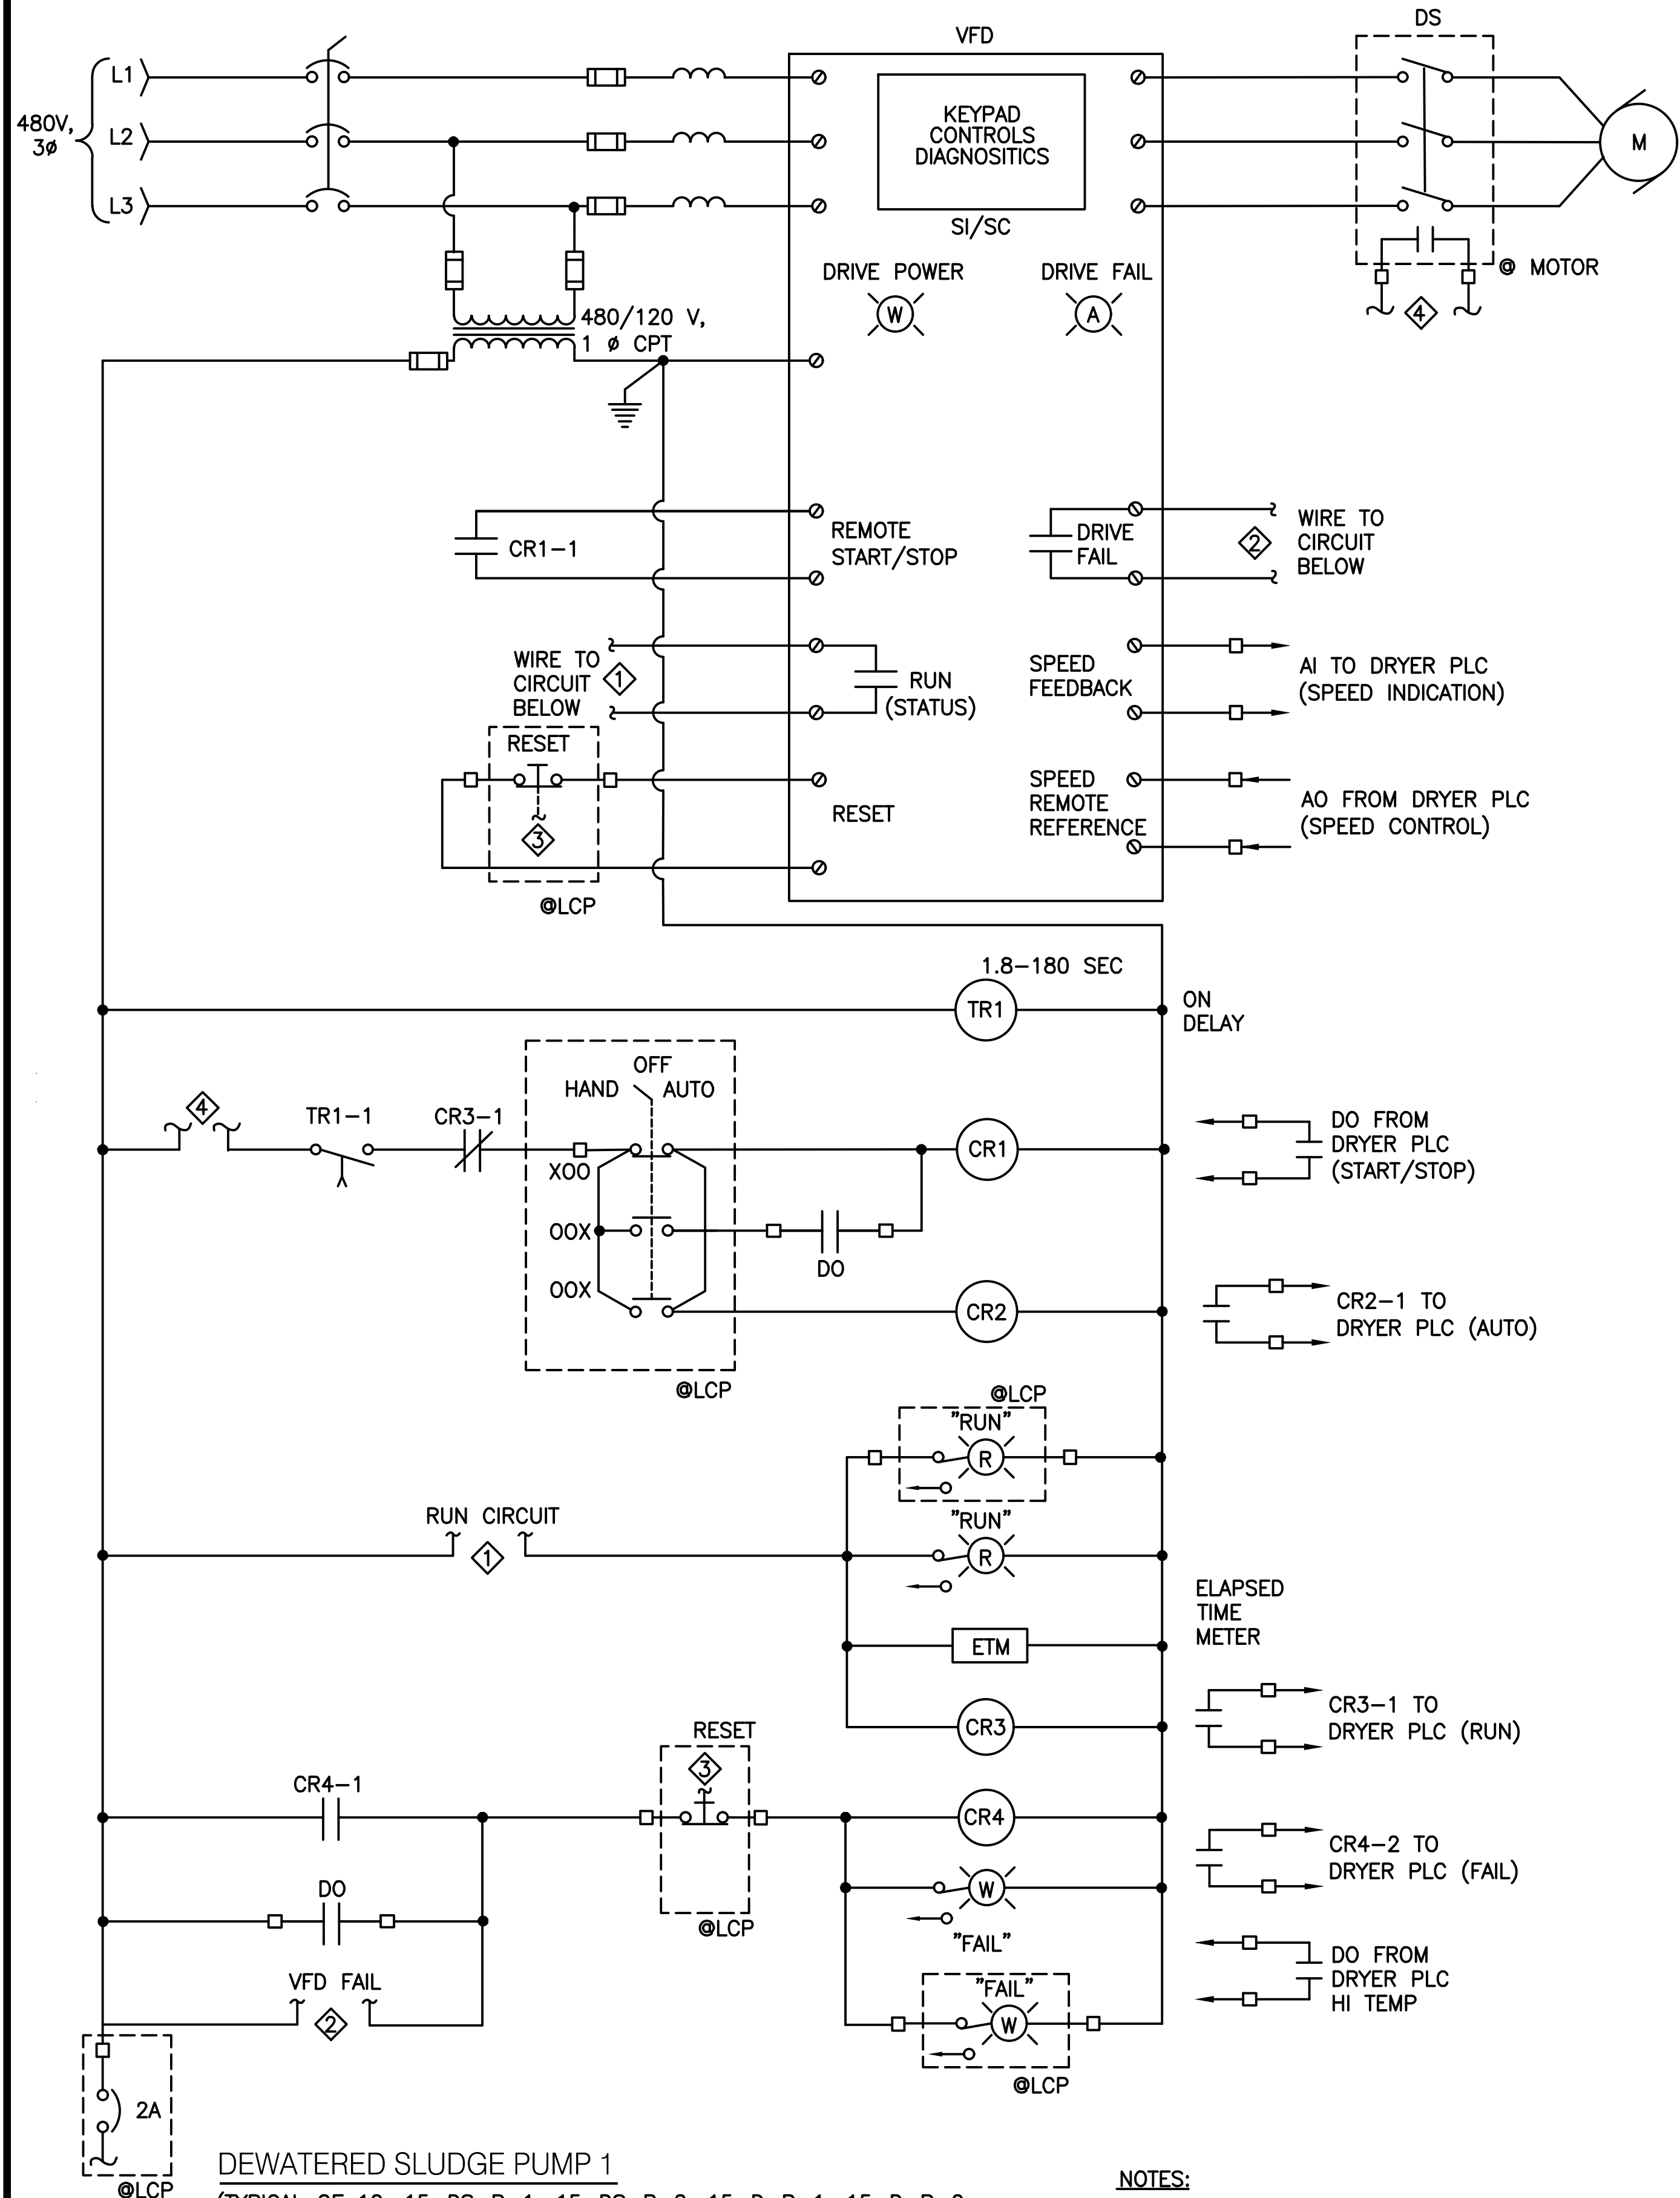 VFD
DS
L1
480V,
3ø
L2
L3
KEYPAD
CONTROLS
DIAGNOSITICS
SI/SC
M
@ MOTOR
DRIVE POWER
W
DRIVE FAIL
A
4
480/120 V,
1 ø CPT
CR1-1
REMOTE
START/STOP
DRIVE
FAIL
2
WIRE TO
CIRCUIT
BELOW
WIRE TO
CIRCUIT
BELOW
1
RUN
(STATUS)
SPEED
FEEDBACK
AI TO DRYER PLC
(SPEED INDICATION)
RESET
3
@LCP
RESET
SPEED
REMOTE
REFERENCE
AO FROM DRYER PLC
(SPEED CONTROL)
1.8-180 SEC
TR1
ON
DELAY
4
TR1-1
CR3-1
OFF
HAND AUTO
XOO
OOX
OOX
@LCP
DO
CR1
CR2
DO FROM
DRYER PLC
(START/STOP)
CR2-1 TO
DRYER PLC (AUTO)
@LCP
"RUN"
R
RUN CIRCUIT
1
"RUN"
R
ETM
ELAPSED
TIME
METER
CR3
CR3-1 TO
DRYER PLC (RUN)
RESET
3
@LCP
CR4-1
CR4
CR4-2 TO
DRYER PLC (FAIL)
DO
W
"FAIL"
VFD FAIL
2
"FAIL"
W
@LCP
DO FROM
DRYER PLC
HI TEMP
2A
@LCP
DEWATERED SLUDGE PUMP 1
NOTES: